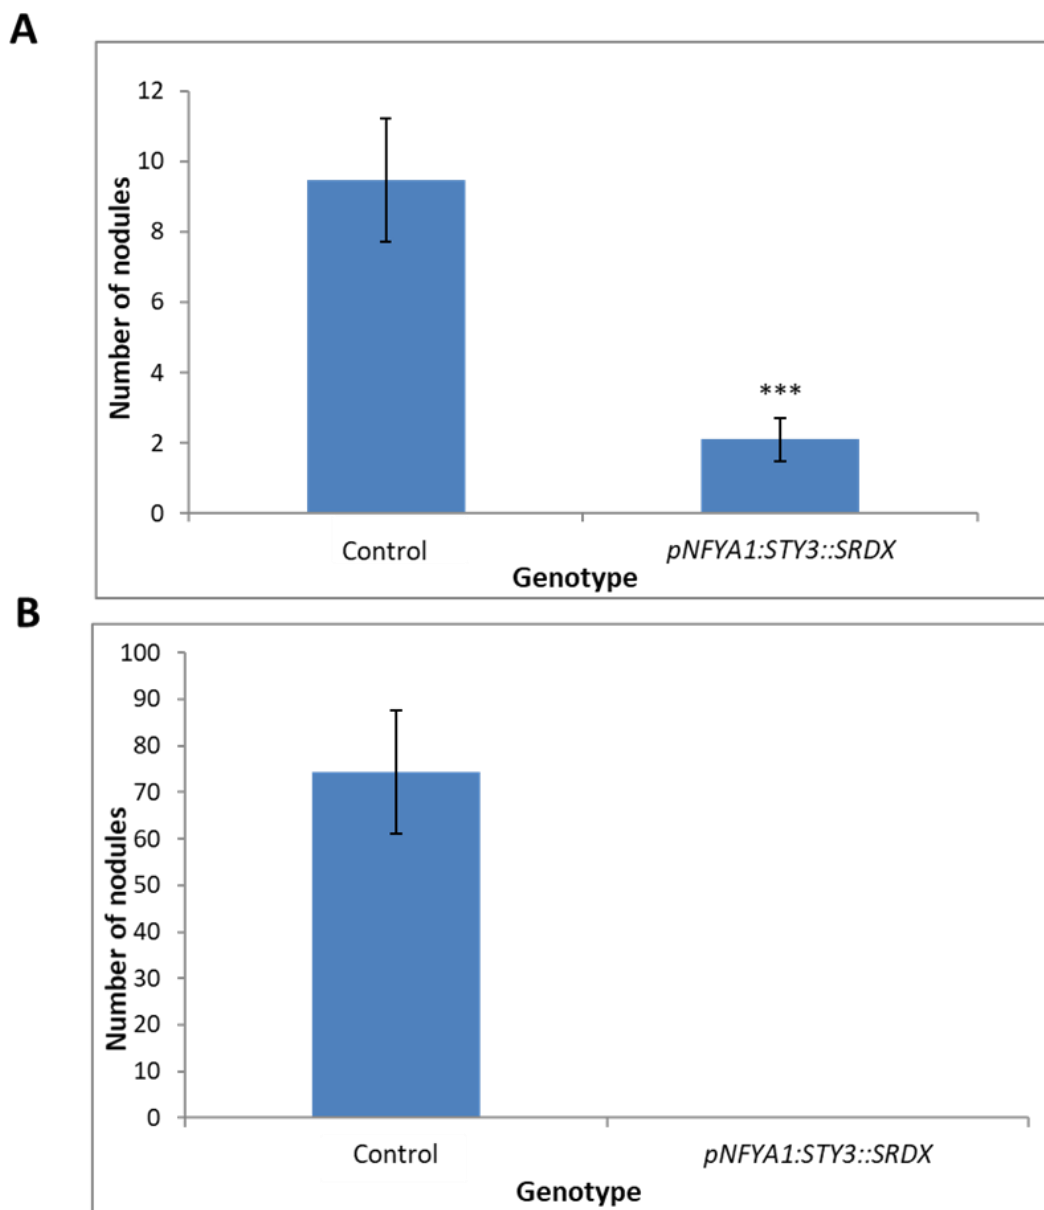 A
Number of nodules
12
10
8
6
4
2
0
***
Control
pNFYA1:STY3::SRDX
Genotype
B
Number of nodules
100
90
80
70
60
50
40
30
20
10
0
Control
pNFYA1:STY3::SRDX
Genotype